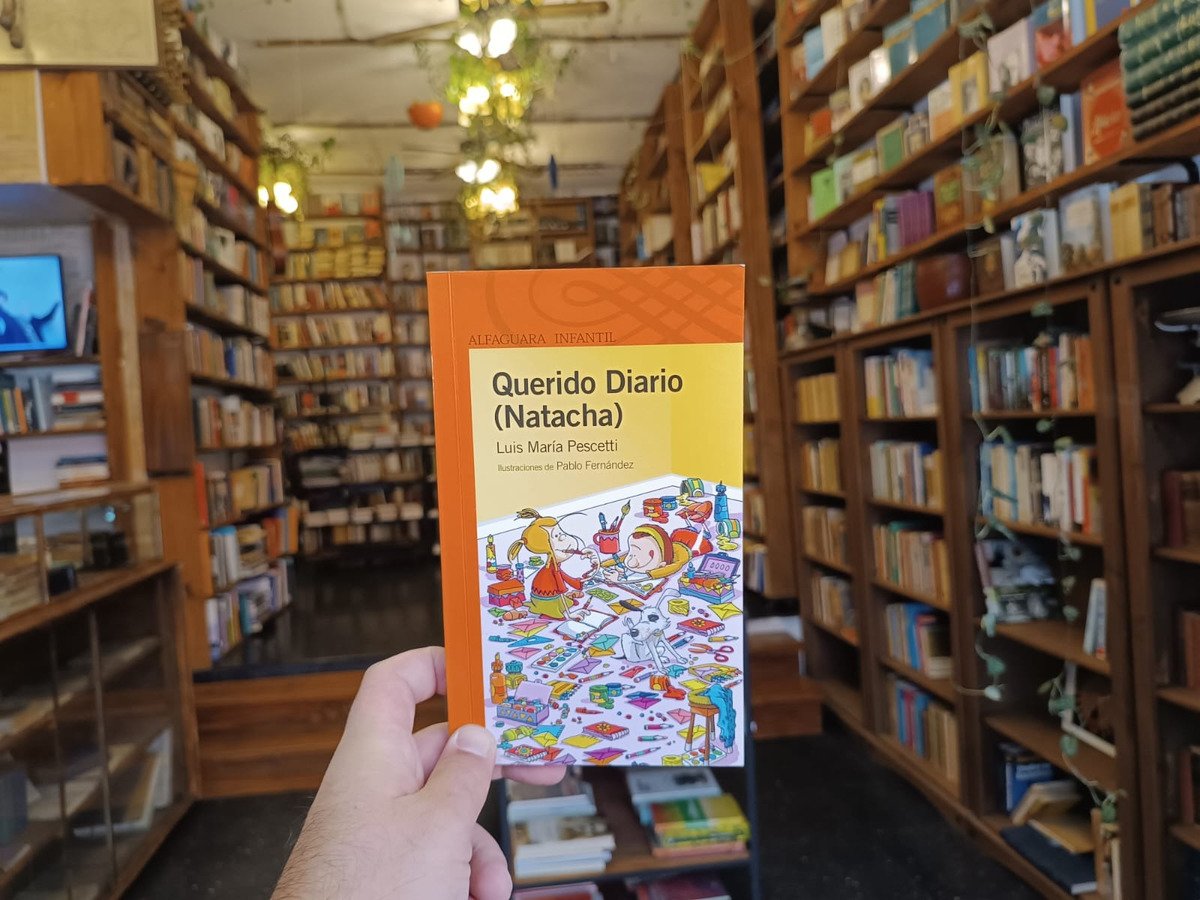 ALFAGUARA INFANTIL
Querido Diario
(Natacha)
Luis María Pescetti
Ilustraciones de Pablo Fernández